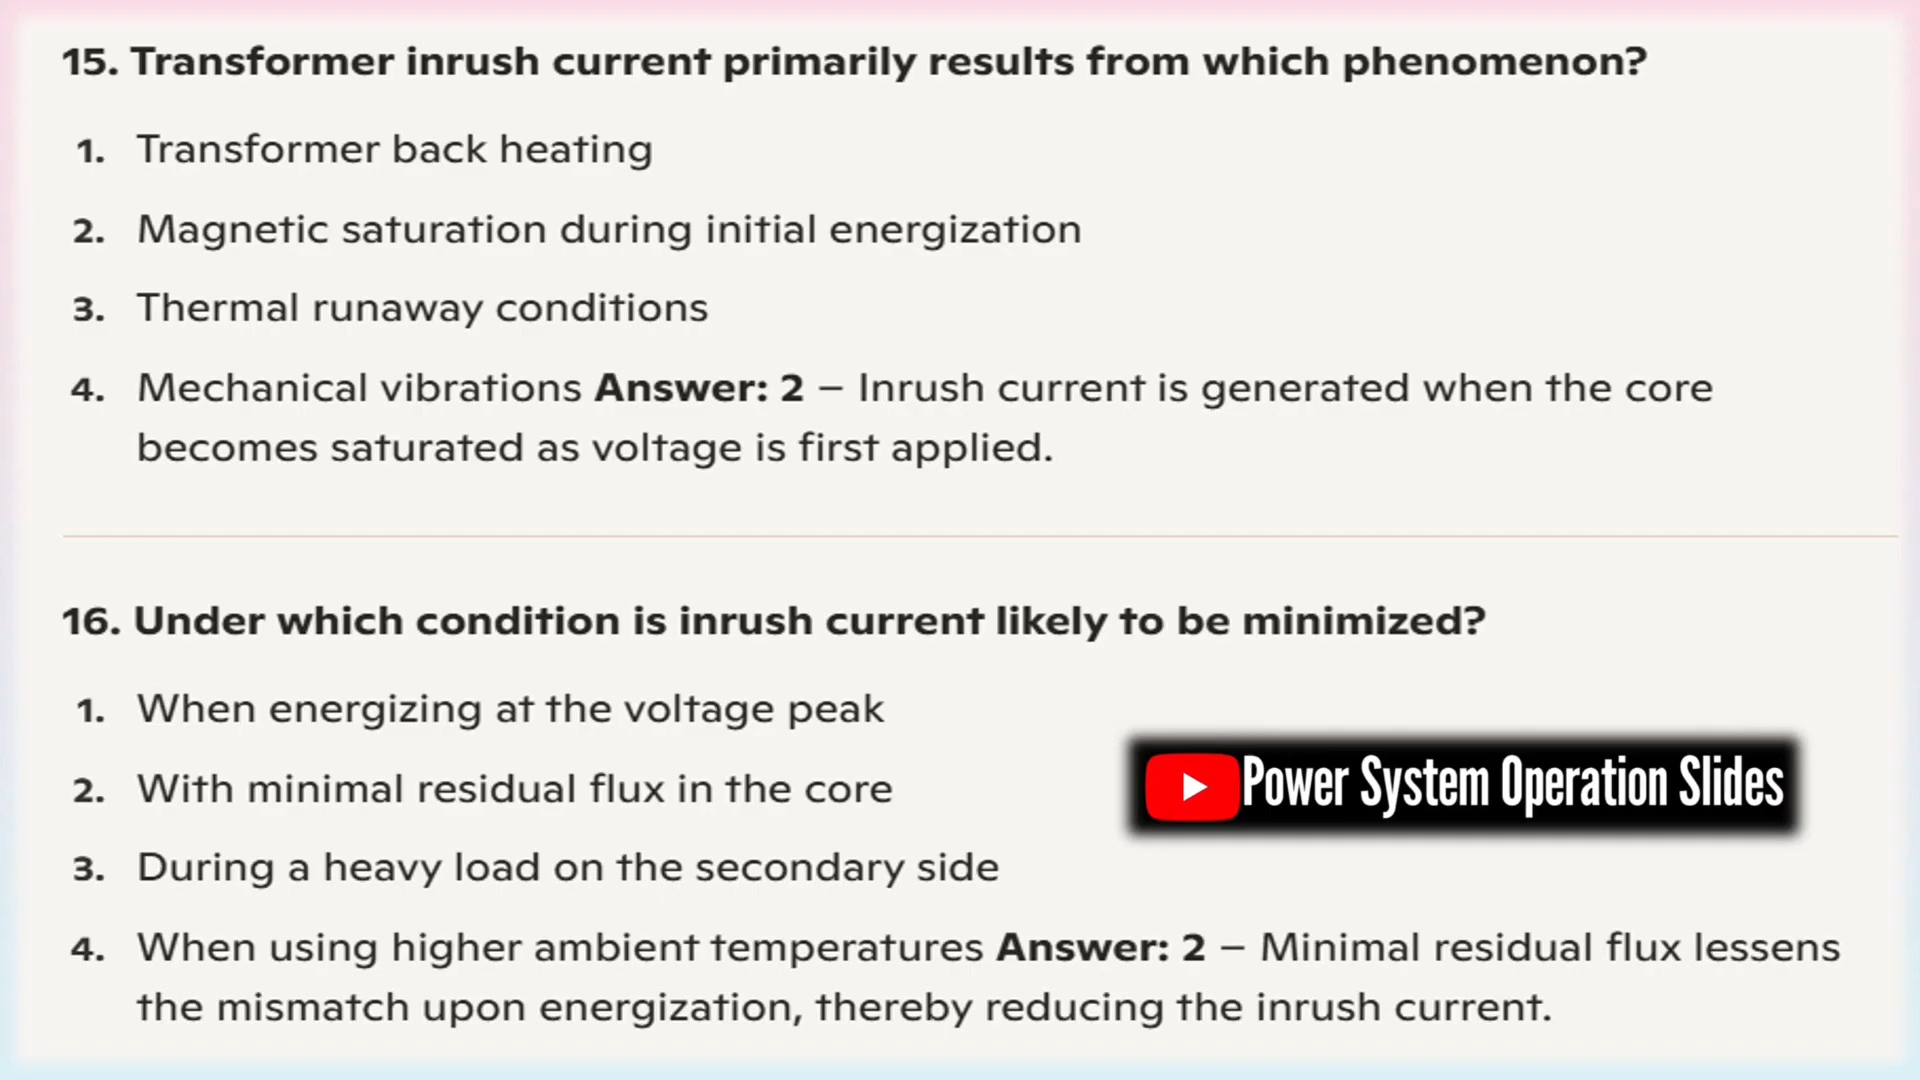 15. Transformer inrush current primarily results from which phenomenon?
1. Transformer back heating
2. Magnetic saturation during initial energization
3. Thermal runaway conditions
4. Mechanical vibrations Answer: 2 – Inrush current is generated when the core
becomes saturated as voltage is first applied.
16. Under which condition is inrush current likely to be minimized?
1. When energizing at the voltage peak
2. With minimal residual flux in the core
Power System Operation Slides
3. During a heavy load on the secondary side
4. When using higher ambient temperatures Answer: 2 – Minimal residual flux lessens
the mismatch upon energization, thereby reducing the inrush current.